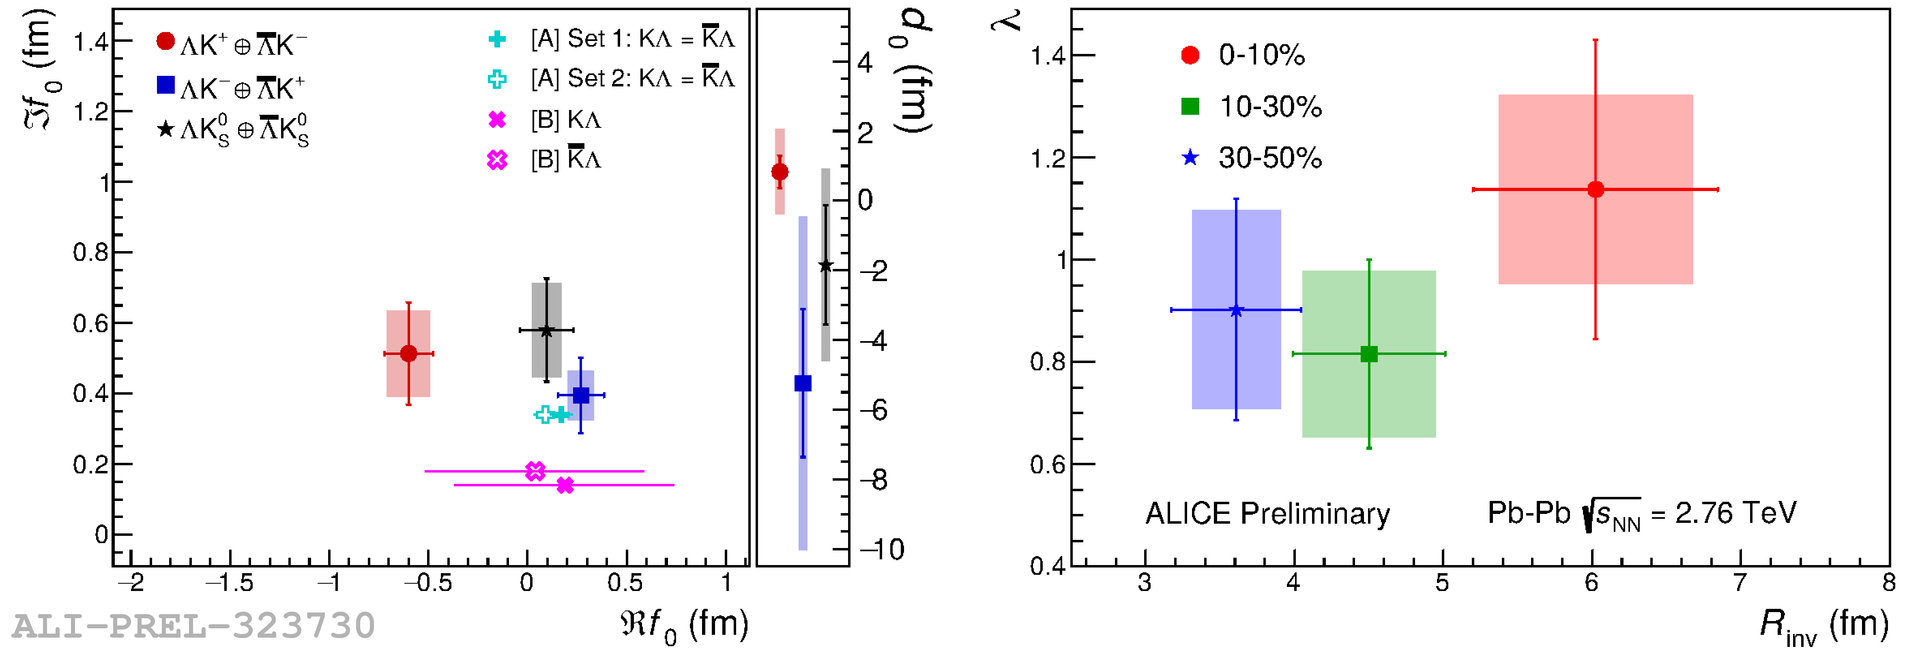 ℑf₀ (fm)
1.4
1.2
1
0.8
0.6
0.4
0.2
0
−2
−1.5
−1
−0.5
0
0.5
1
ℜf₀ (fm)
ΛK⁺ ⊕ Λ̅K⁻
ΛK⁻ ⊕ Λ̅K⁺
ΛK⁰_S ⊕ Λ̅K⁰_S
[A] Set 1: KΛ = K̅Λ
[A] Set 2: KΛ = K̅Λ
[B] KΛ
[B] K̅Λ
d₀ (fm)
4
2
0
−2
−4
−6
−8
−10
ALI−PREL−323730
λ
1.4
1.2
1
0.8
0.6
0.4
0-10%
10-30%
30-50%
ALICE Preliminary
Pb-Pb √s_NN = 2.76 TeV
3
4
5
6
7
8
R_inv (fm)